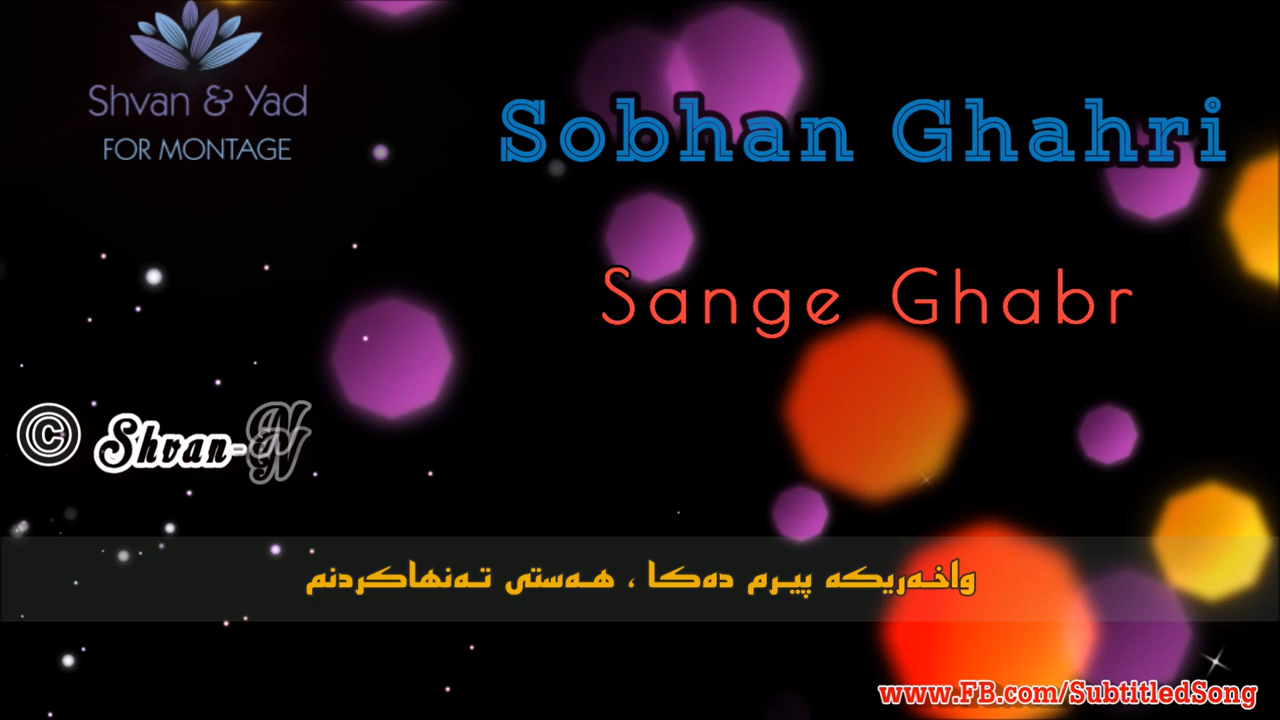 Shvan & Yad
FOR MONTAGE
Sobhan Ghahri
Sange Ghabr
© Shvan-N
واخەریکە پیرم دەکا ، هەستی تەنهاکردنم
www.FB.com/SubtitledSong